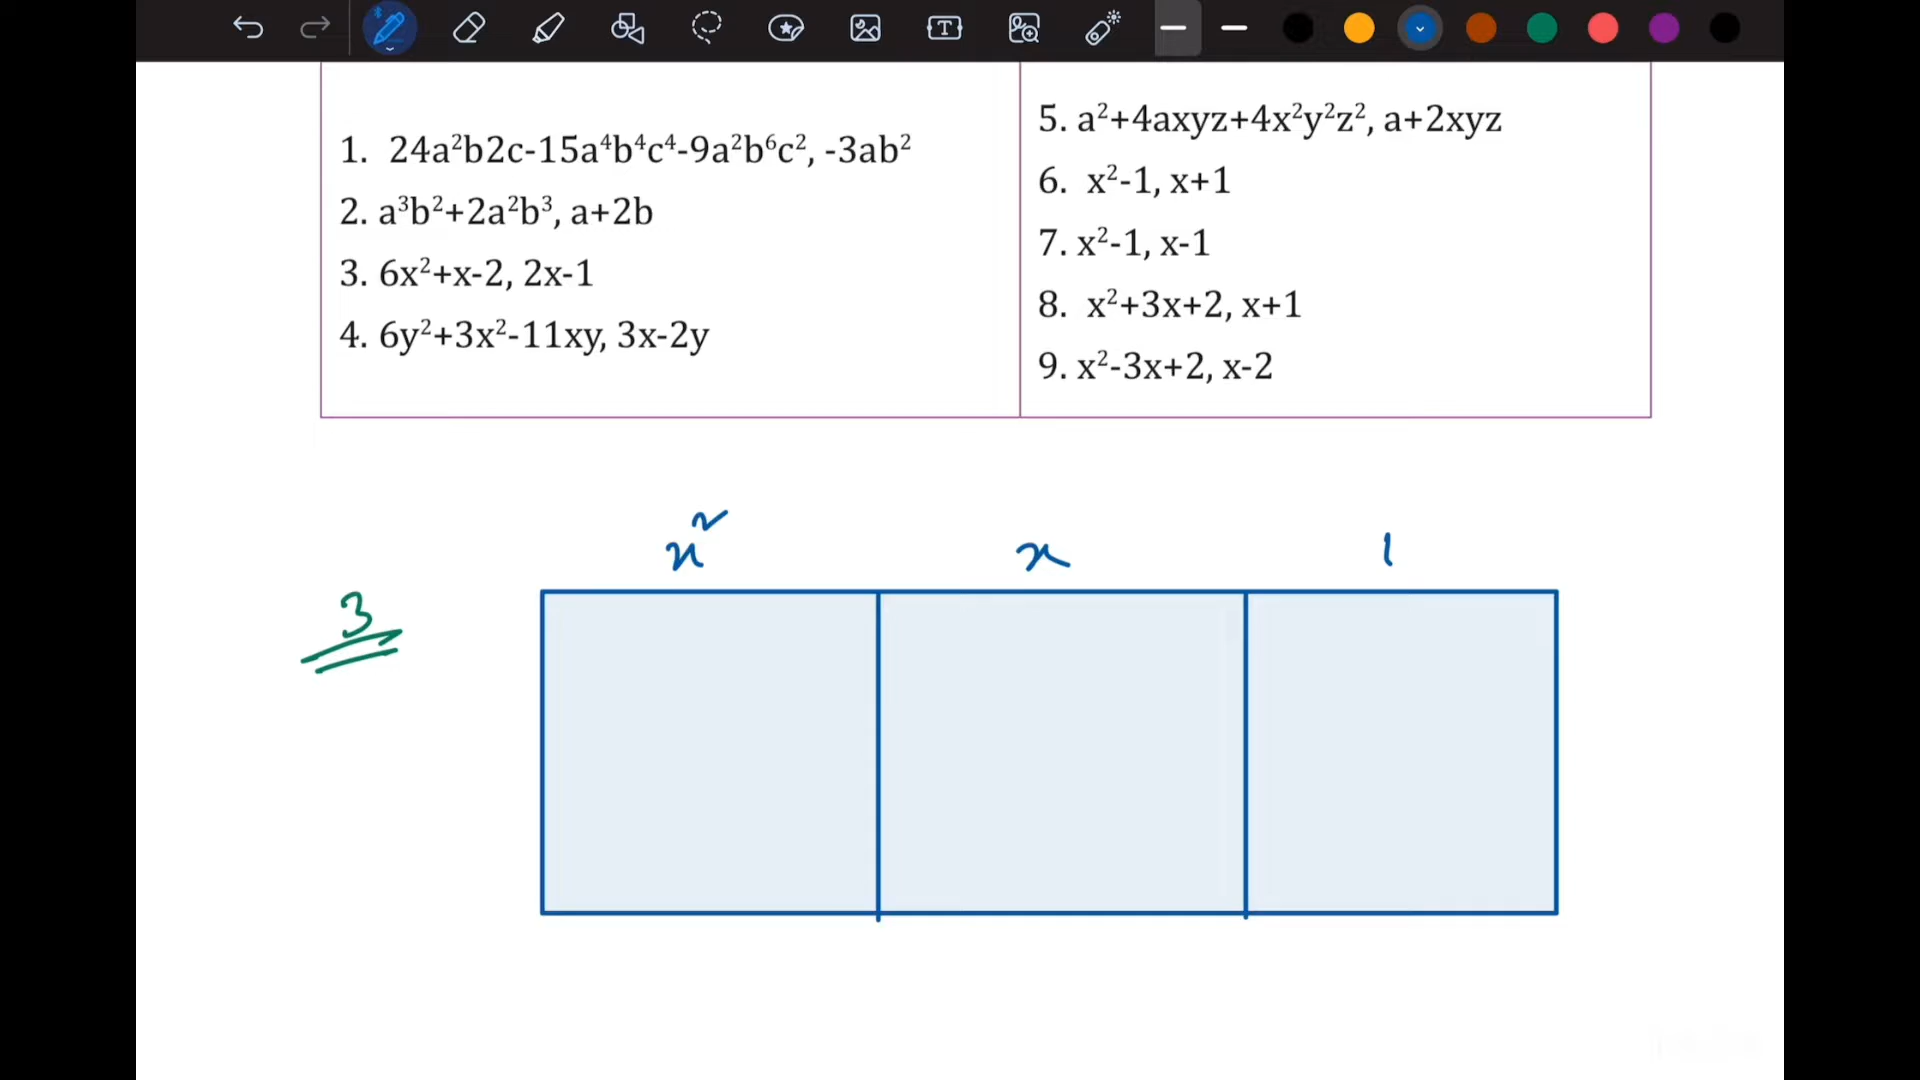 1. 24a²b2c-15a⁴b⁴c⁴-9a²b⁶c², -3ab²
2. a³b²+2a²b³, a+2b
3. 6x²+x-2, 2x-1
4. 6y²+3x²-11xy, 3x-2y
5. a²+4axyz+4x²y²z², a+2xyz
6. x²-1, x+1
7. x²-1, x-1
8. x²+3x+2, x+1
9. x²-3x+2, x-2
x² x 1
3